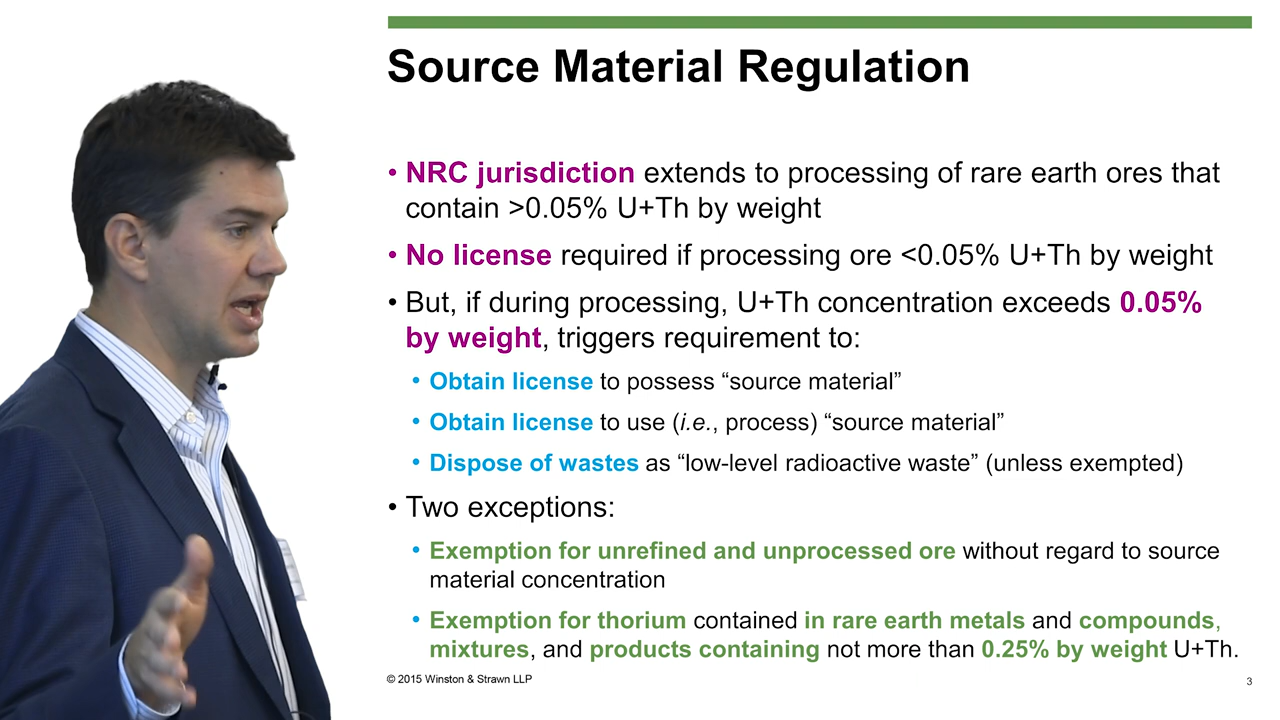 Source Material Regulation
• NRC jurisdiction extends to processing of rare earth ores that
contain >0.05% U+Th by weight
• No license required if processing ore <0.05% U+Th by weight
• But, if during processing, U+Th concentration exceeds 0.05%
by weight, triggers requirement to:
• Obtain license to possess “source material”
• Obtain license to use (i.e., process) “source material”
• Dispose of wastes as “low-level radioactive waste” (unless exempted)
• Two exceptions:
• Exemption for unrefined and unprocessed ore without regard to source
material concentration
• Exemption for thorium contained in rare earth metals and compounds,
mixtures, and products containing not more than 0.25% by weight U+Th.
© 2015 Winston & Strawn LLP
3